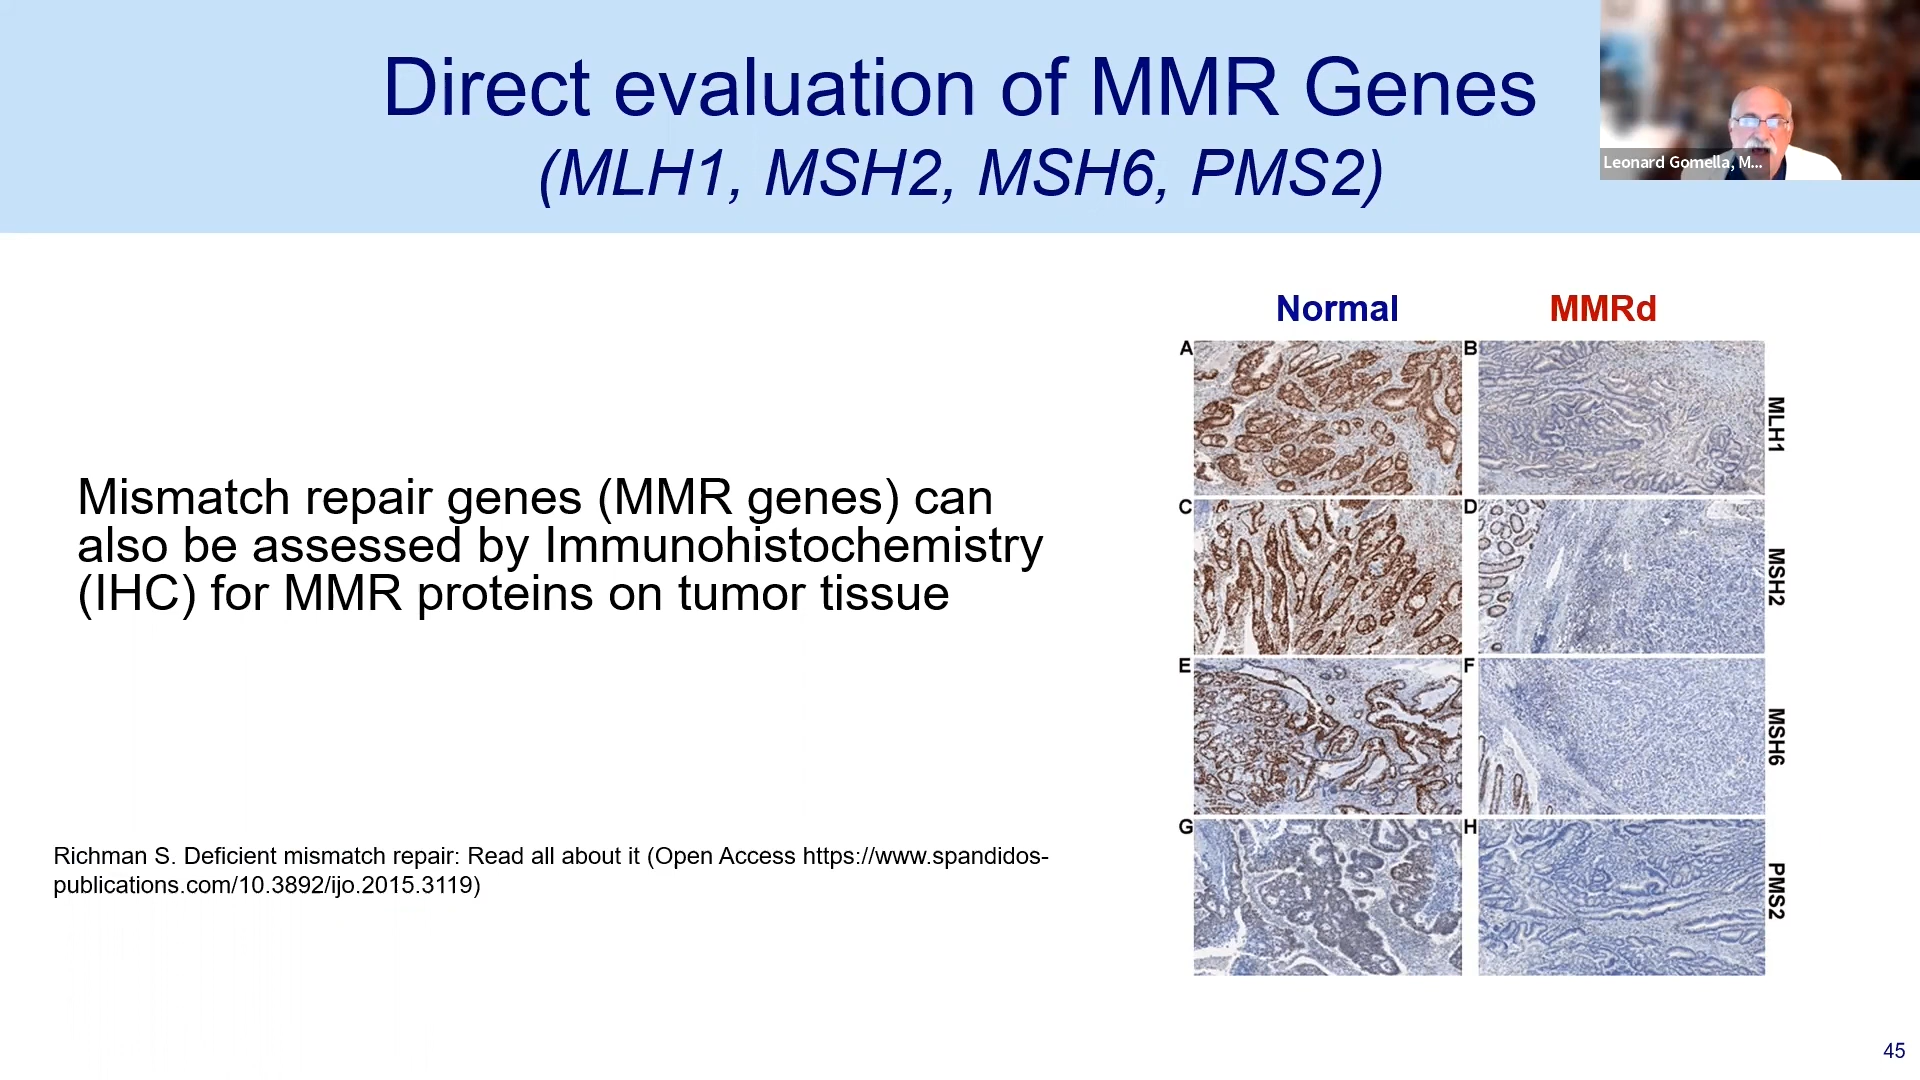 Direct evaluation of MMR Genes
(MLH1, MSH2, MSH6, PMS2)
Leonard Gomella, M...
Mismatch repair genes (MMR genes) can
also be assessed by Immunohistochemistry
(IHC) for MMR proteins on tumor tissue
Richman S. Deficient mismatch repair: Read all about it (Open Access https://www.spandidos-
publications.com/10.3892/ijo.2015.3119)
Normal MMRd
A B MLH1
C D MSH2
E F MSH6
G H PMS2
45